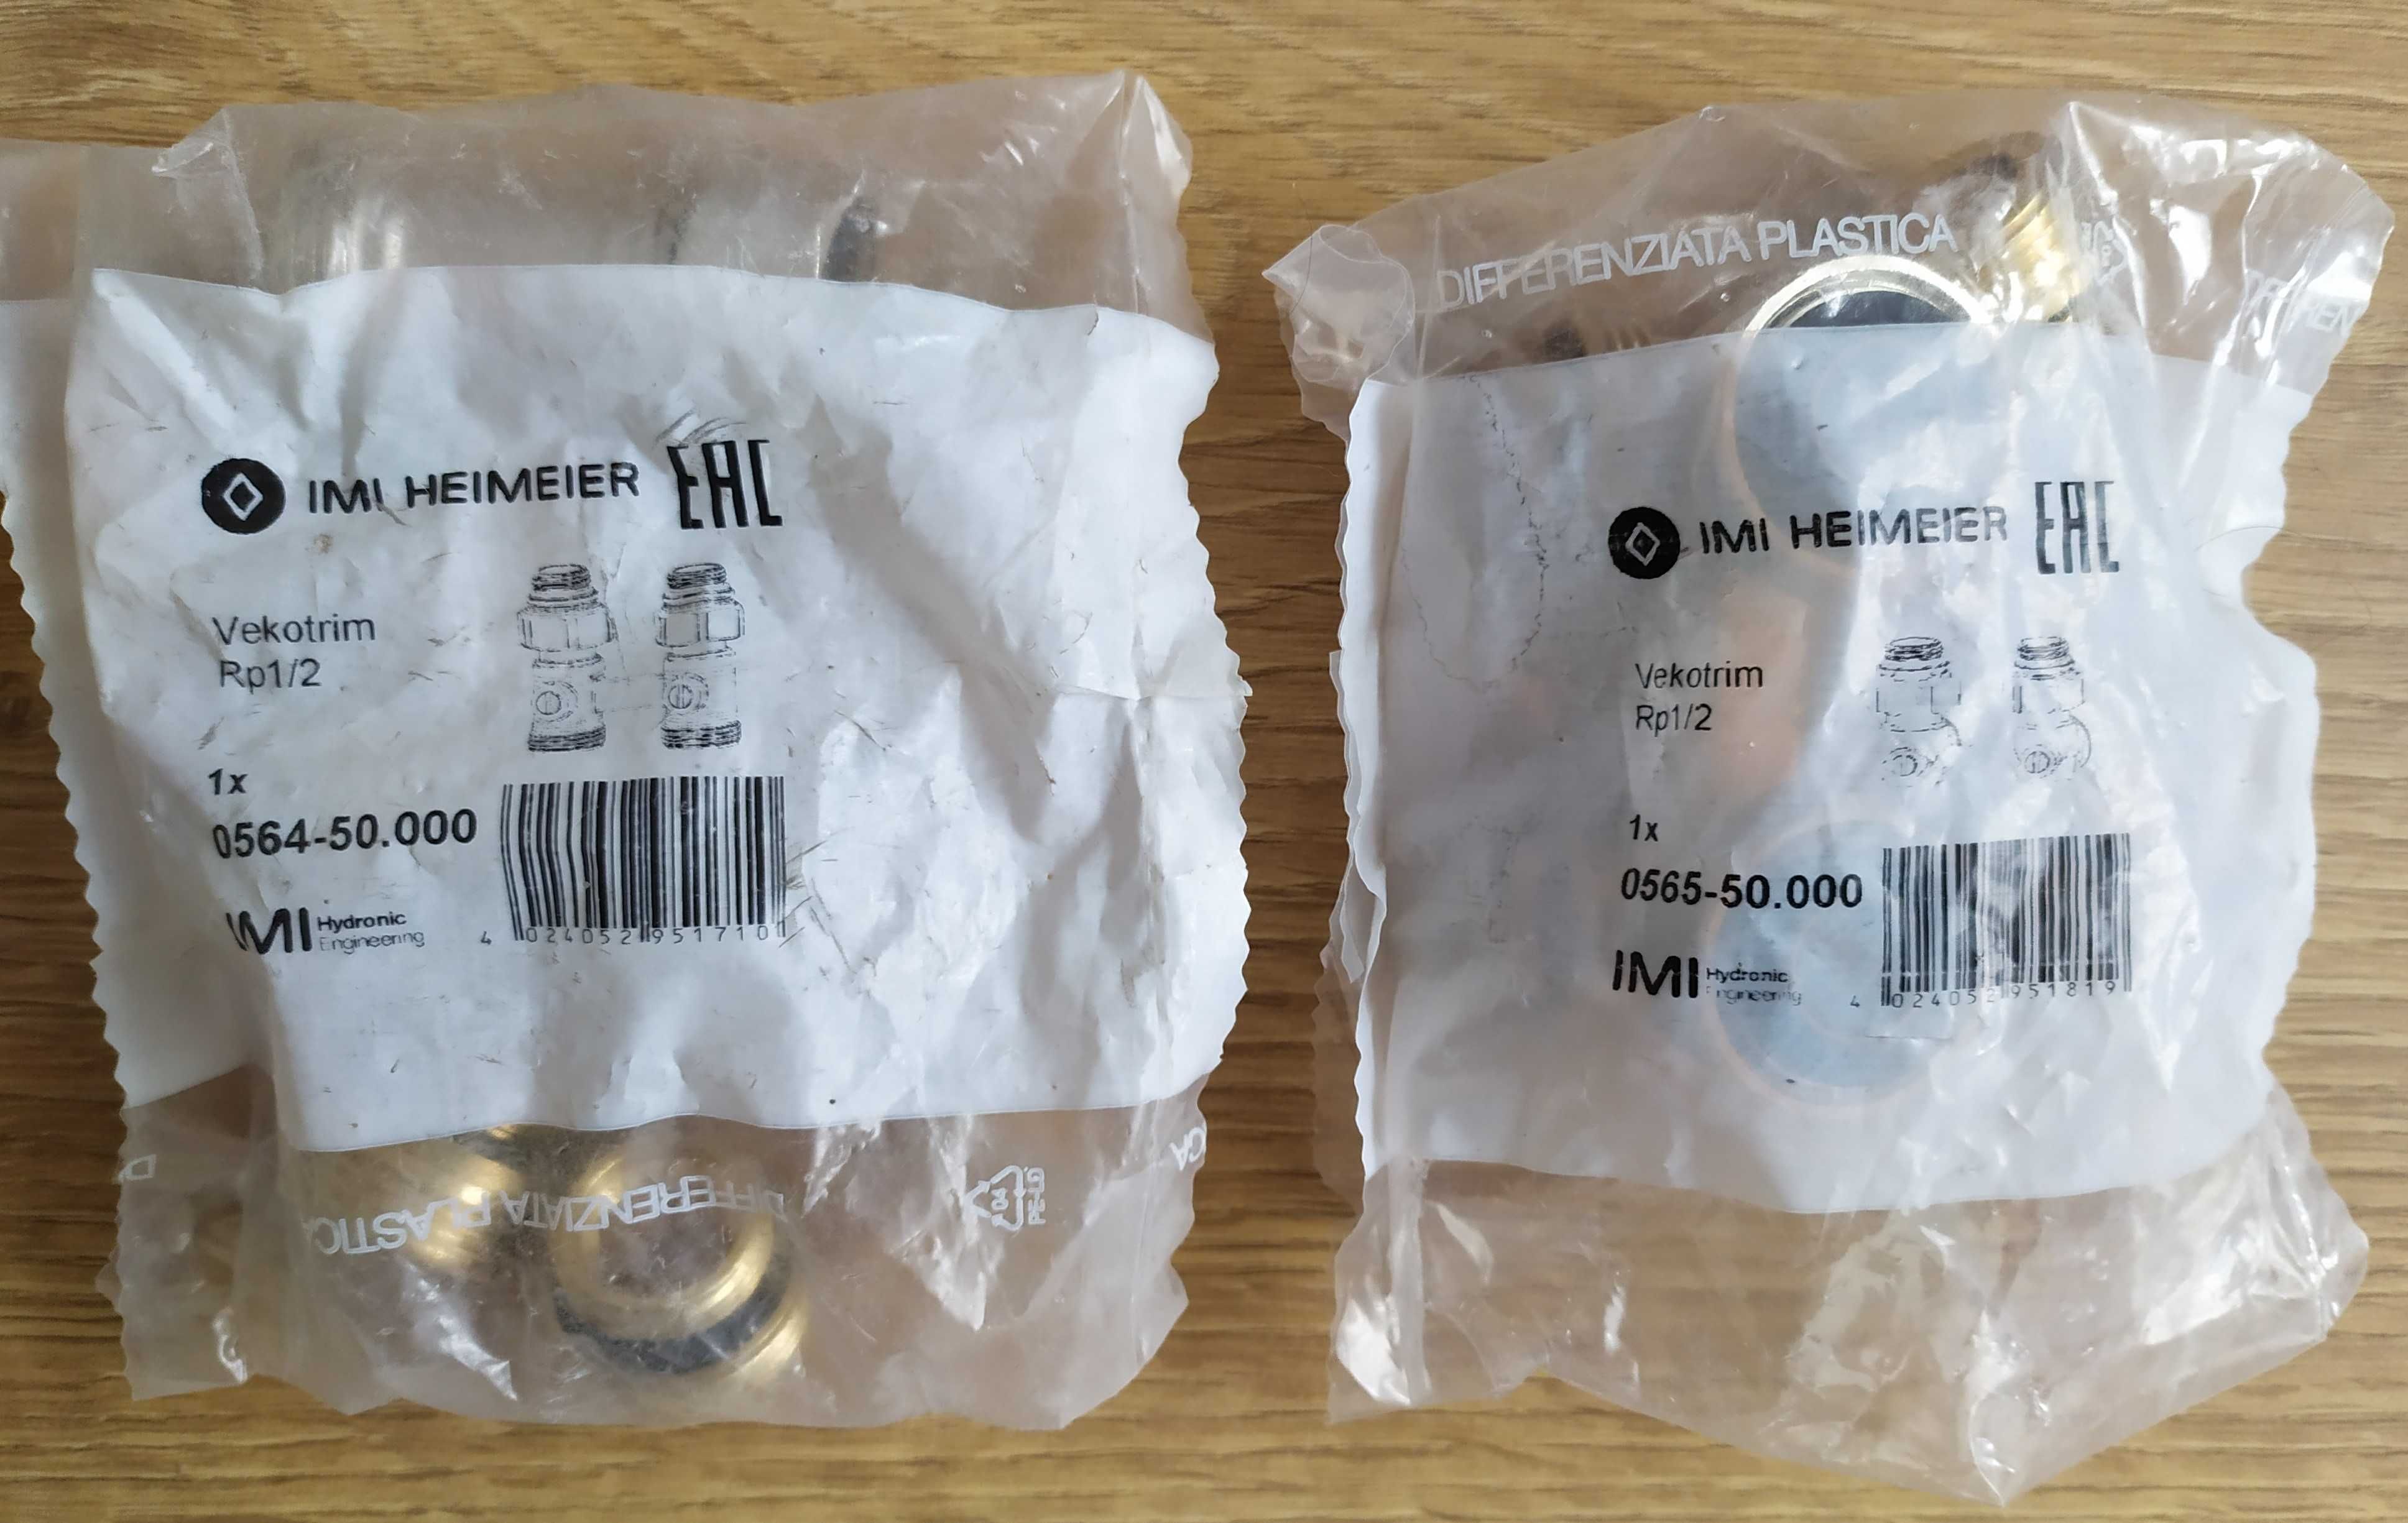 IMI HEIMEIER EAC
Vekotrim
Rp1/2
1x
0564-50.000
IMI Hydronic
Engineering
4 024052 951710
DIFFERENZIATA PLASTICA
DIFFERENZIATA PLASTICA
IMI HEIMEIER EAC
Vekotrim
Rp1/2
1x
0565-50.000
IMI Hydronic
Engineering
4 024052 951819